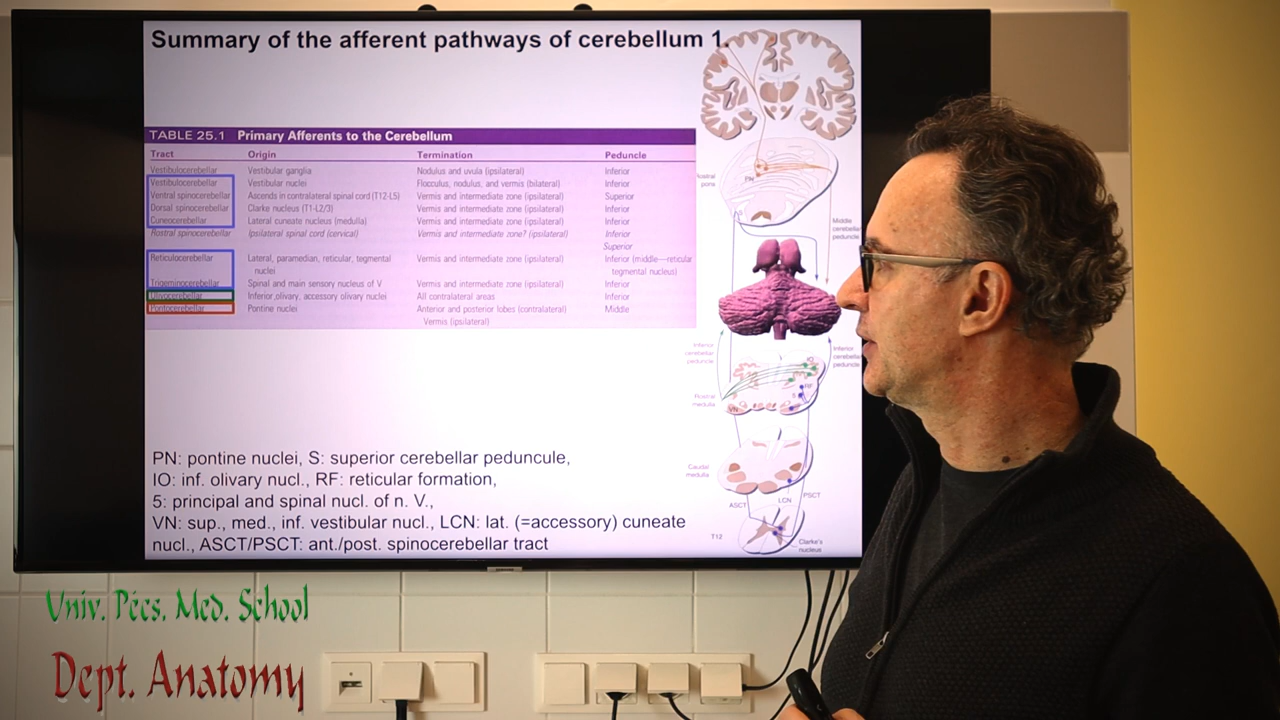 Summary of the afferent pathways of cerebellum 1.
TABLE 25.1 Primary Afferents to the Cerebellum
Tract Origin Termination Peduncle
Vestibulocerebellar Vestibular ganglia Nodulus and uvula (ipsilateral) Inferior
Vestibulocerebellar Vestibular nuclei Flocculus, nodulus, and vermis (bilateral) Inferior
Ventral spinocerebellar Ascends in contralateral spinal cord (T12-L5) Vermis and intermediate zone (ipsilateral) Superior
Dorsal spinocerebellar Clarke nucleus (T1-L2/3) Vermis and intermediate zone (ipsilateral) Inferior
Cuneocerebellar Lateral cuneate nucleus (medulla) Vermis and intermediate zone (ipsilateral) Inferior
Rostral spinocerebellar Ipsilateral spinal cord (cervical) Vermis and intermediate zone? (ipsilateral) Inferior
Superior
Reticulocerebellar Lateral, paramedian, reticular, tegmental Vermis and intermediate zone (ipsilateral) Inferior (middle—reticular
nuclei tegmental nucleus)
Trigeminocerebellar Spinal and main sensory nucleus of V Vermis and intermediate zone (ipsilateral) Inferior
Olivocerebellar Inferior olivary, accessory olivary nuclei All contralateral areas Inferior
Pontocerebellar Pontine nuclei Anterior and posterior lobes (contralateral) Middle
Vermis (ipsilateral)
PN
Rostral
pons
Middle
cerebellar
peduncle
Inferior
cerebellar
peduncle
Inferior
cerebellar
peduncle
IO
RF
5
Rostral
medulla
VN
Caudal
medulla
LCN
PSCT
ASCT
T12
Clarke's
nucleus
PN: pontine nuclei, S: superior cerebellar peduncule,
IO: inf. olivary nucl., RF: reticular formation,
5: principal and spinal nucl. of n. V.,
VN: sup., med., inf. vestibular nucl., LCN: lat. (=accessory) cuneate
nucl., ASCT/PSCT: ant./post. spinocerebellar tract
Univ. Pécs. Med. School
Dept. Anatomy